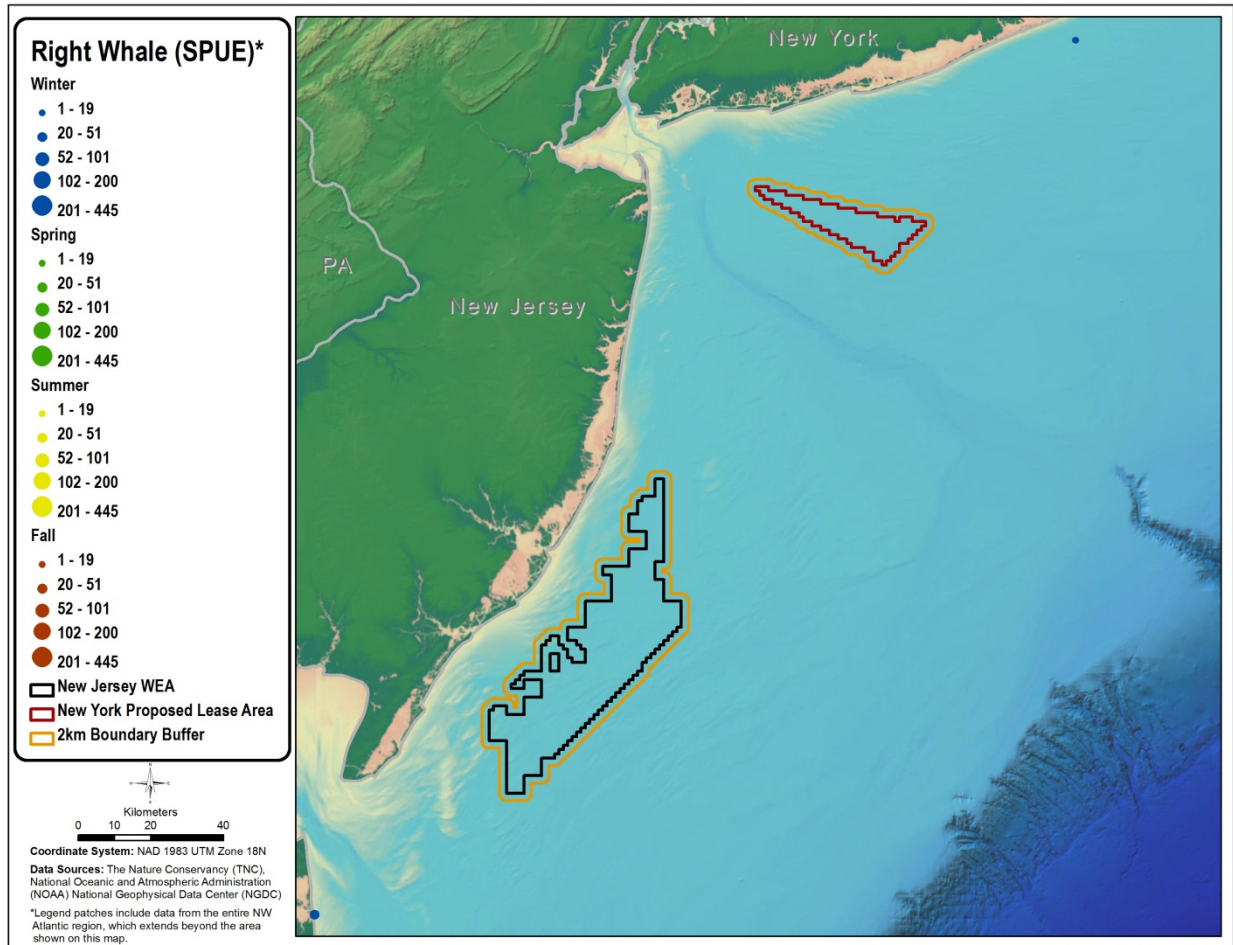 Right Whale (SPUE)*
Winter
1 - 19
20 - 51
52 - 101
102 - 200
201 - 445
Spring
1 - 19
20 - 51
52 - 101
102 - 200
201 - 445
Summer
1 - 19
20 - 51
52 - 101
102 - 200
201 - 445
Fall
1 - 19
20 - 51
52 - 101
102 - 200
201 - 445
New Jersey WEA
New York Proposed Lease Area
2km Boundary Buffer
N
W E
S
Kilometers
0 10 20 40
Coordinate System: NAD 1983 UTM Zone 18N
Data Sources: The Nature Conservancy (TNC),
National Oceanic and Atmospheric Administration
(NOAA) National Geophysical Data Center (NGDC)
*Legend patches include data from the entire NW
Atlantic region, which extends beyond the area
shown on this map.
New York
PA
New Jersey